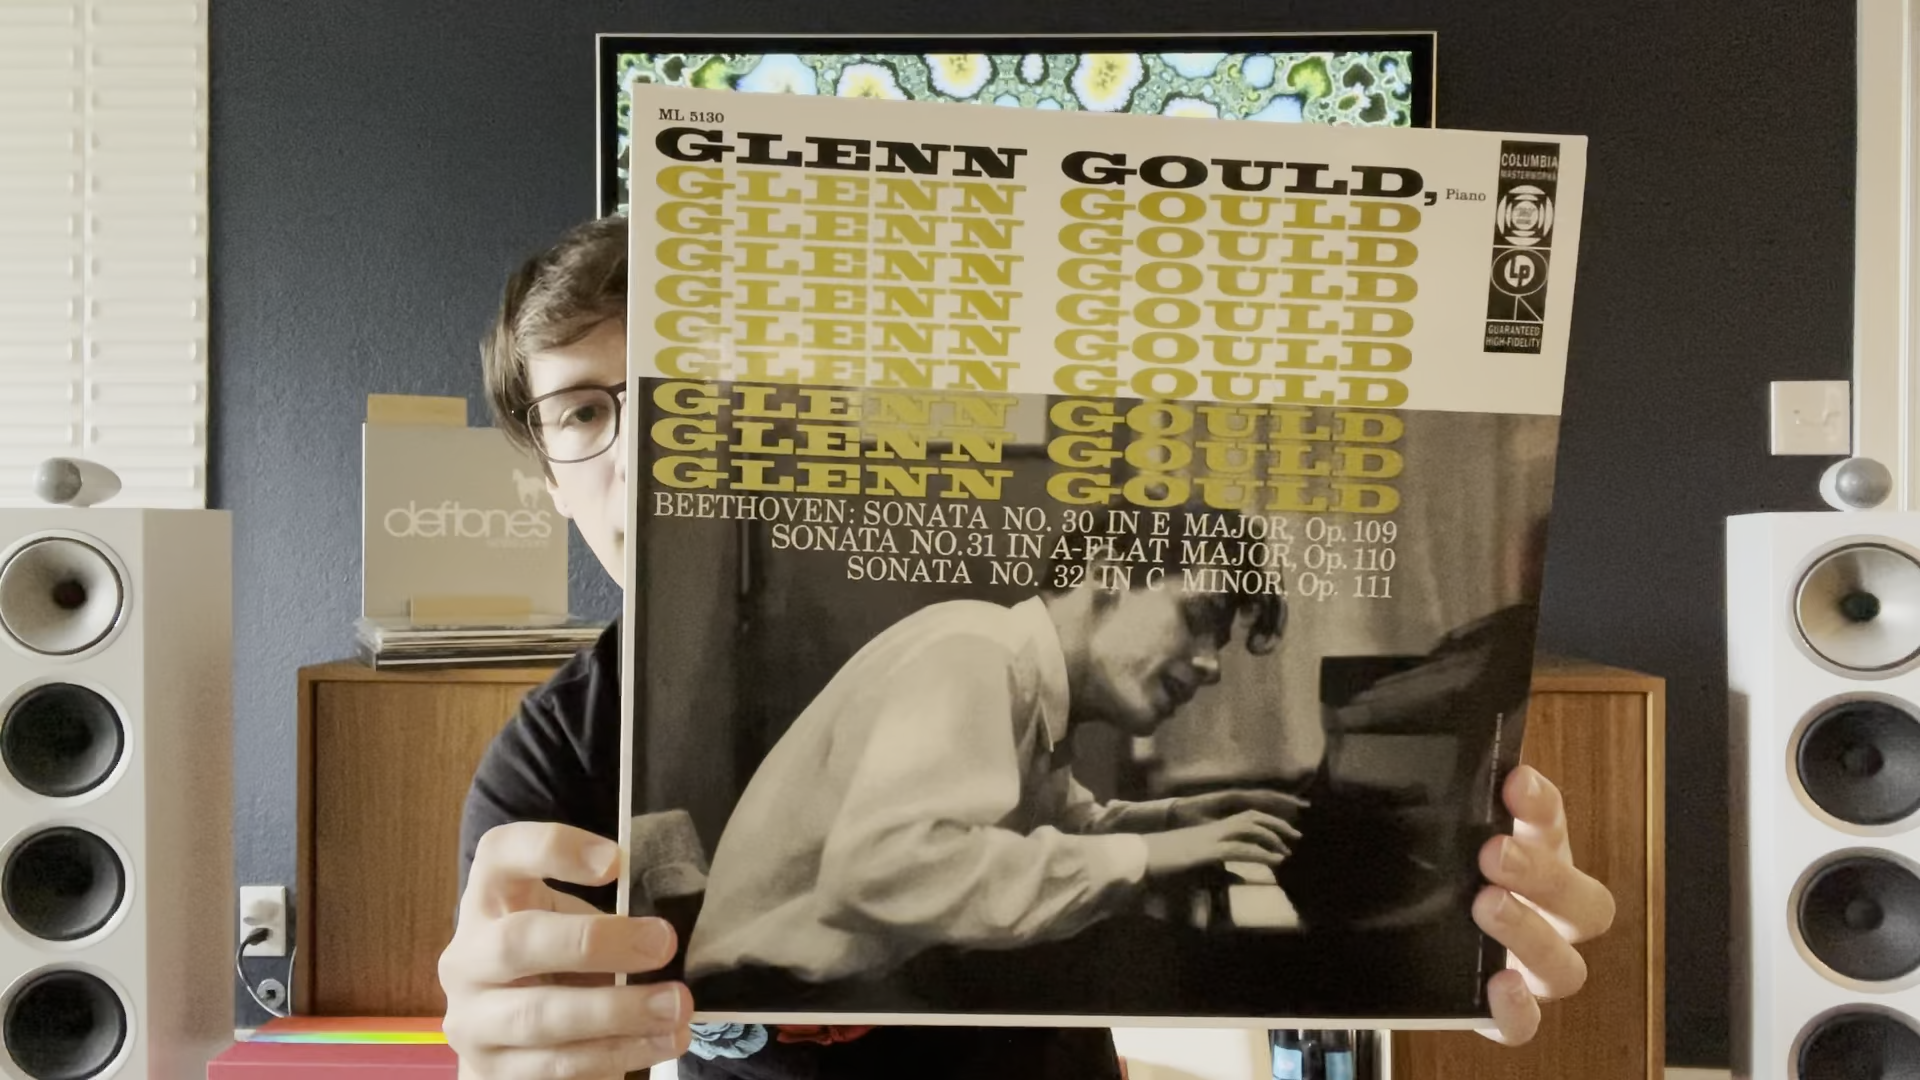 ML 5130
GLENN GOULD, Piano
GLENN GOULD
GLENN GOULD
GLENN GOULD
GLENN GOULD
GLENN GOULD
GLENN GOULD
GLENN GOULD
GLENN GOULD
GLENN GOULD
BEETHOVEN: SONATA NO. 30 IN E MAJOR, Op. 109
SONATA NO. 31 IN A-FLAT MAJOR, Op. 110
SONATA NO. 32 IN C MINOR, Op. 111
COLUMBIA
MASTERWORKS
LP
GUARANTEED
HIGH-FIDELITY
deftones